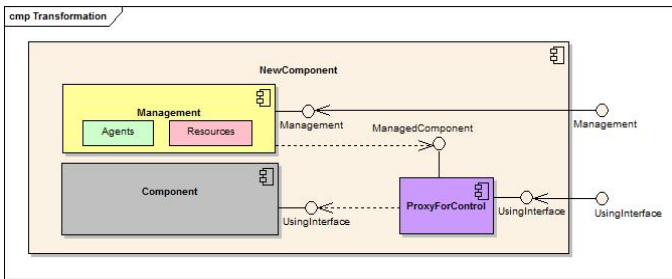 cmp Transformation
NewComponent
Management
Agents
Resources
Management
ManagedComponent
Management
Component
UsingInterface
ProxyForControl
UsingInterface
UsingInterface